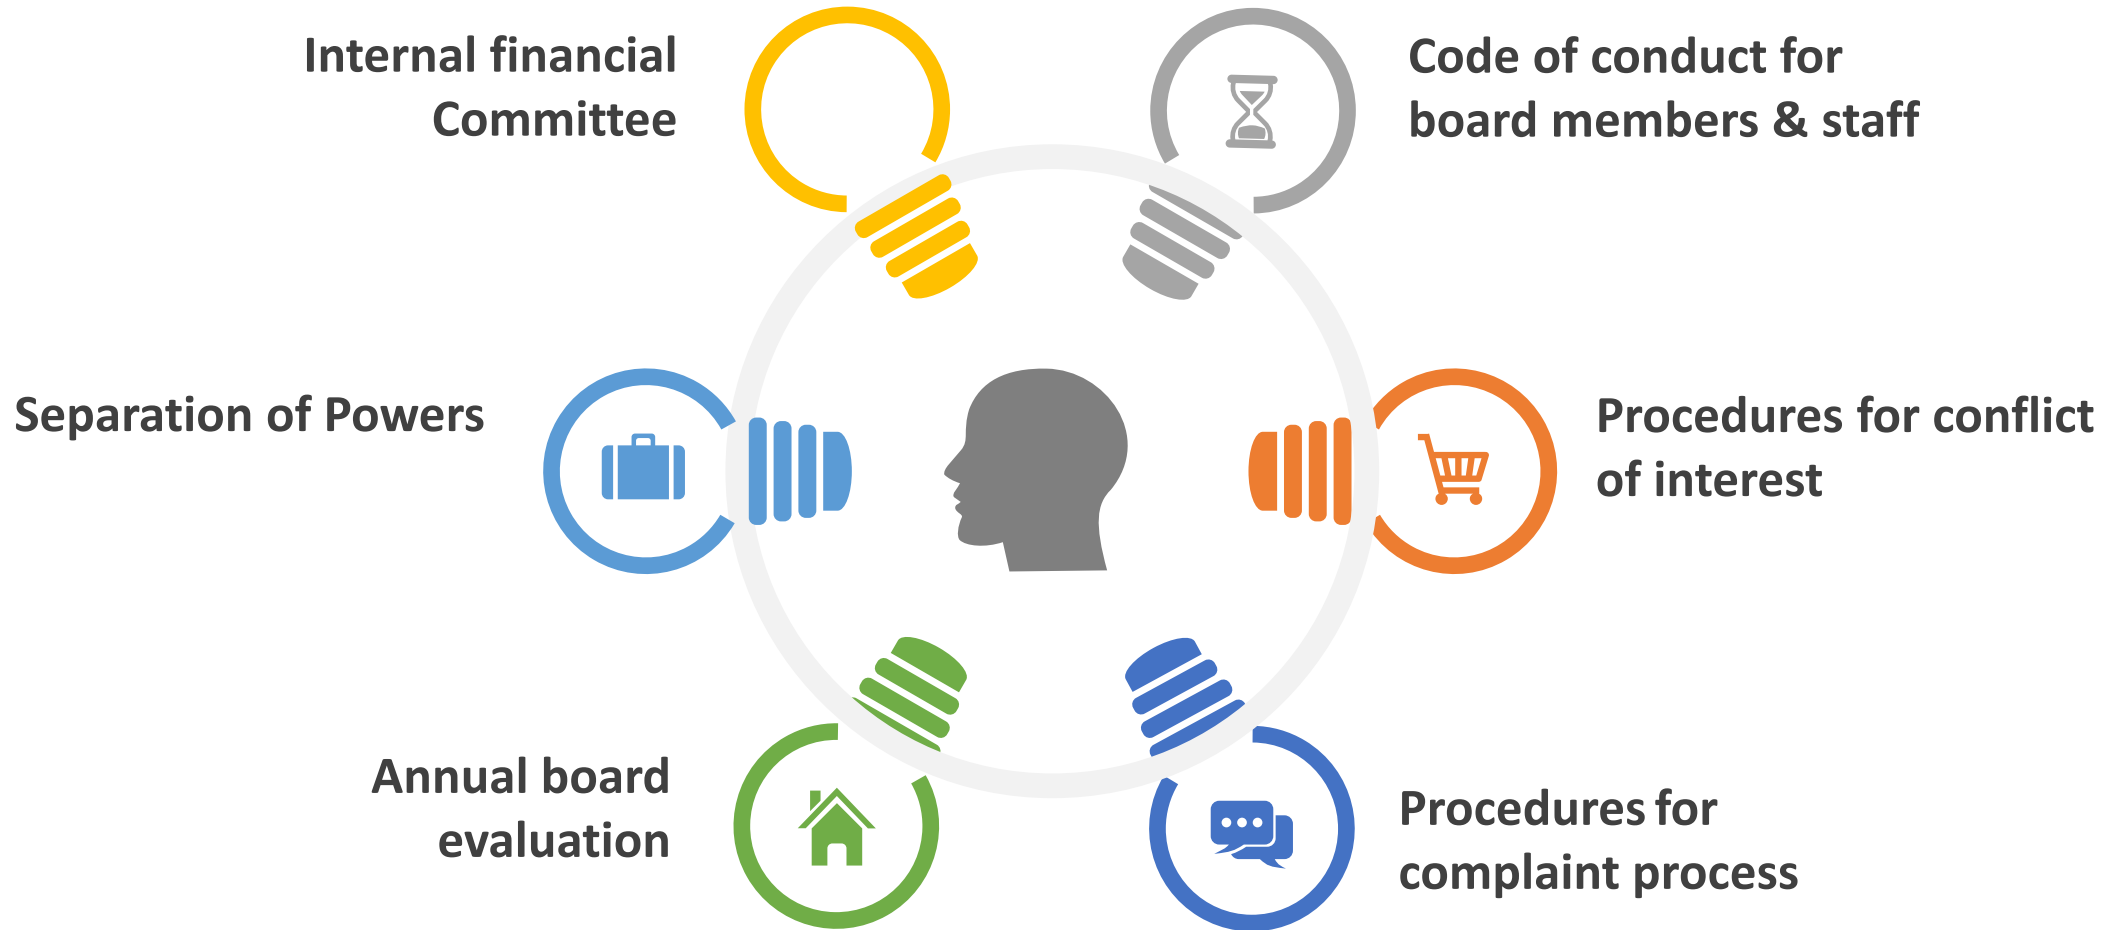 Internal financial
Committee
Code of conduct for
board members & staff
Separation of Powers
Procedures for conflict
of interest
Annual board
evaluation
Procedures for
complaint process